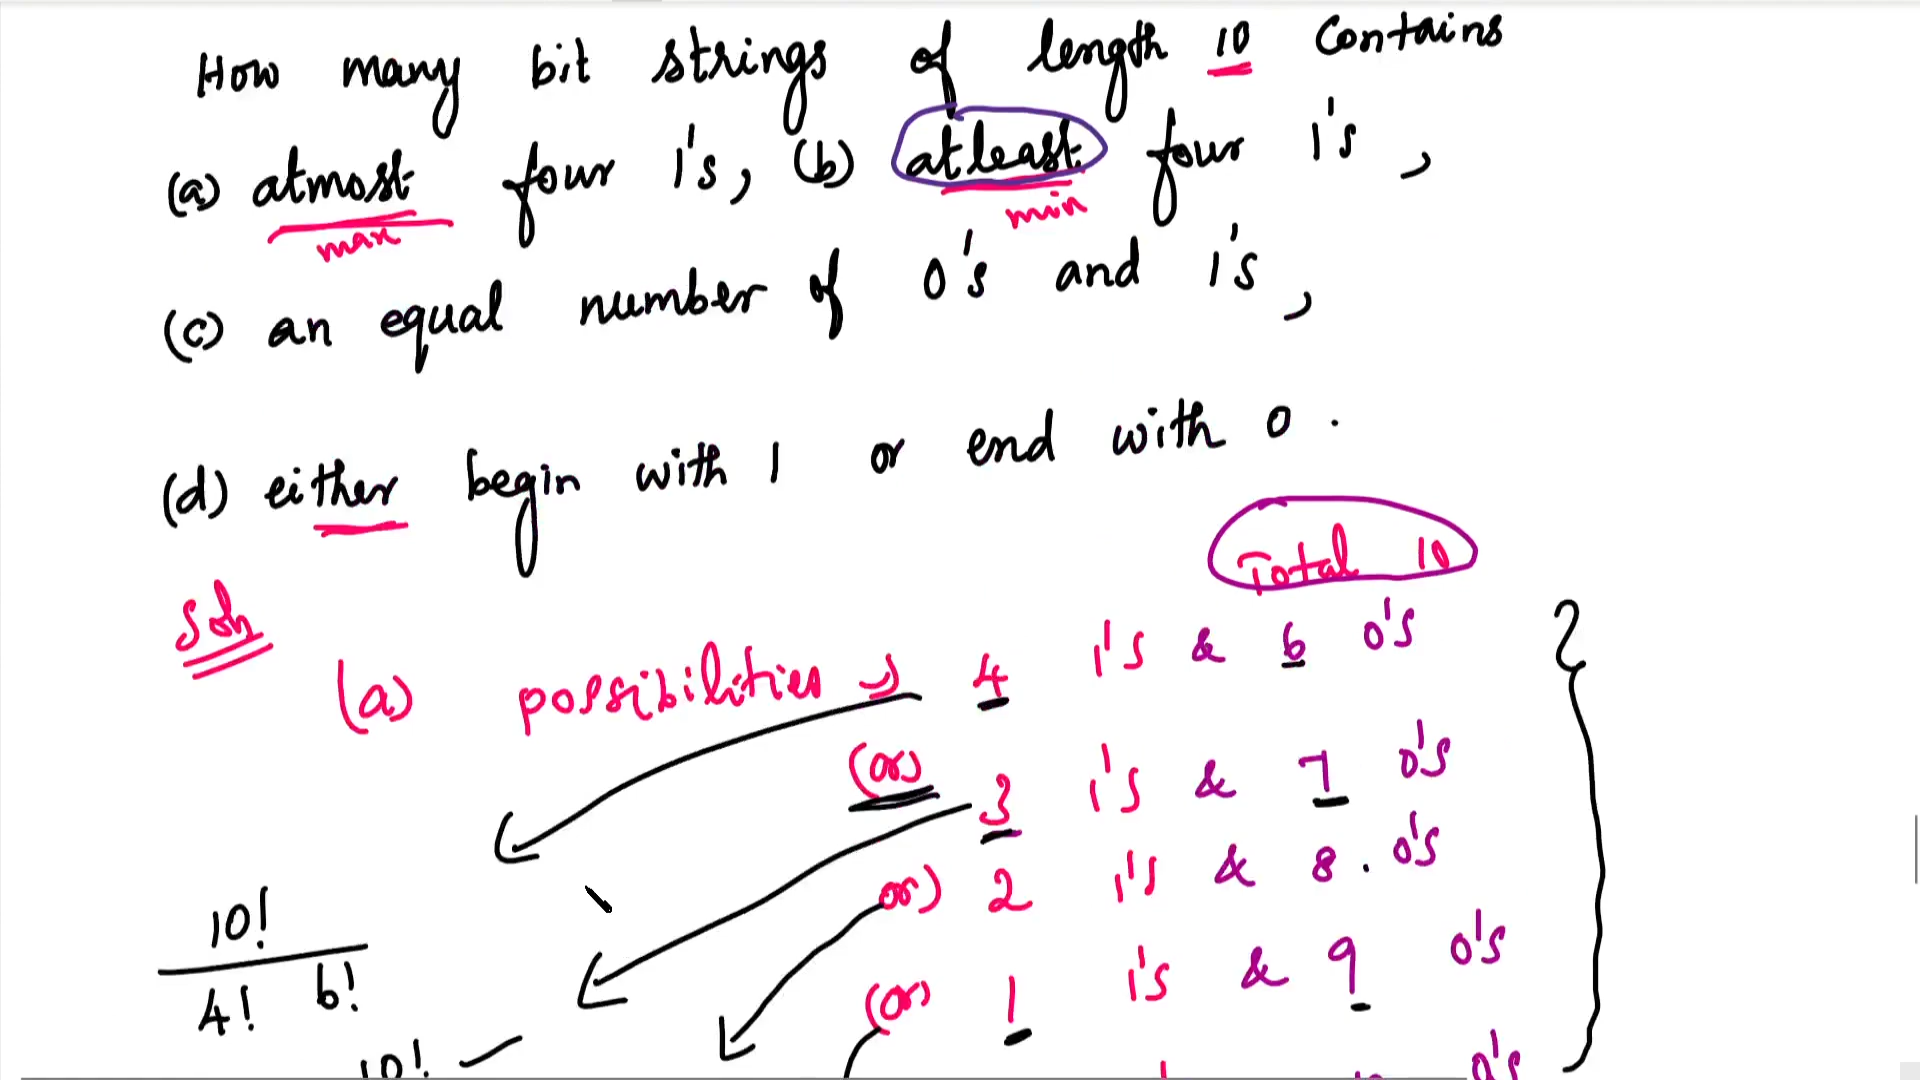 How many bit strings of length 10 contains
(a) atmost four 1's, (b) atleast four 1's,
max min
(c) an equal number of 0's and 1's,
(d) either begin with 1 or end with 0.
Total 10
Soln
(a) possibilities 4 1's & 6 0's
(or) 3 1's & 7 0's
or) 2 1's & 8. 0's
10!
4! 6!
(or) 1 1's & 9 0's
10!
0's